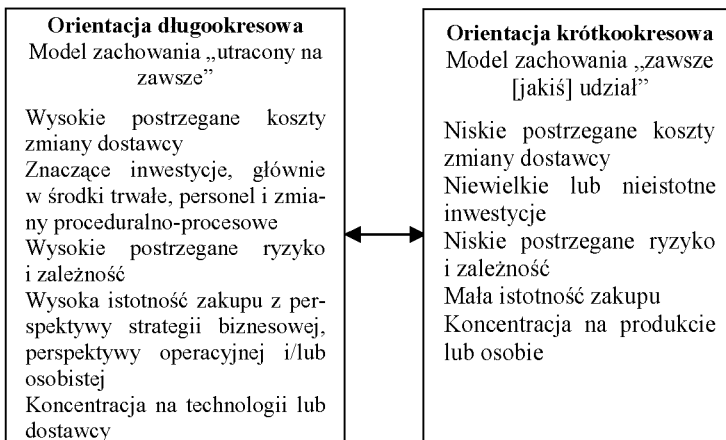 Orientacja długookresowa
Model zachowania „utracony na
zawsze”
Wysokie postrzegane koszty
zmiany dostawcy
Znaczące inwestycje, głównie
w środki trwałe, personel i zmia-
ny proceduralno-procesowe
Wysokie postrzegane ryzyko
i zależność
Wysoka istotność zakupu z per-
spektywy strategii biznesowej,
perspektywy operacyjnej i/lub
osobistej
Koncentracja na technologii lub
dostawcy
Orientacja krótkookresowa
Model zachowania „zawsze
[jakiś] udział”
Niskie postrzegane koszty
zmiany dostawcy
Niewielkie lub nieistotne
inwestycje
Niskie postrzegane ryzyko
i zależność
Mała istotność zakupu
Koncentracja na produkcie
lub osobie